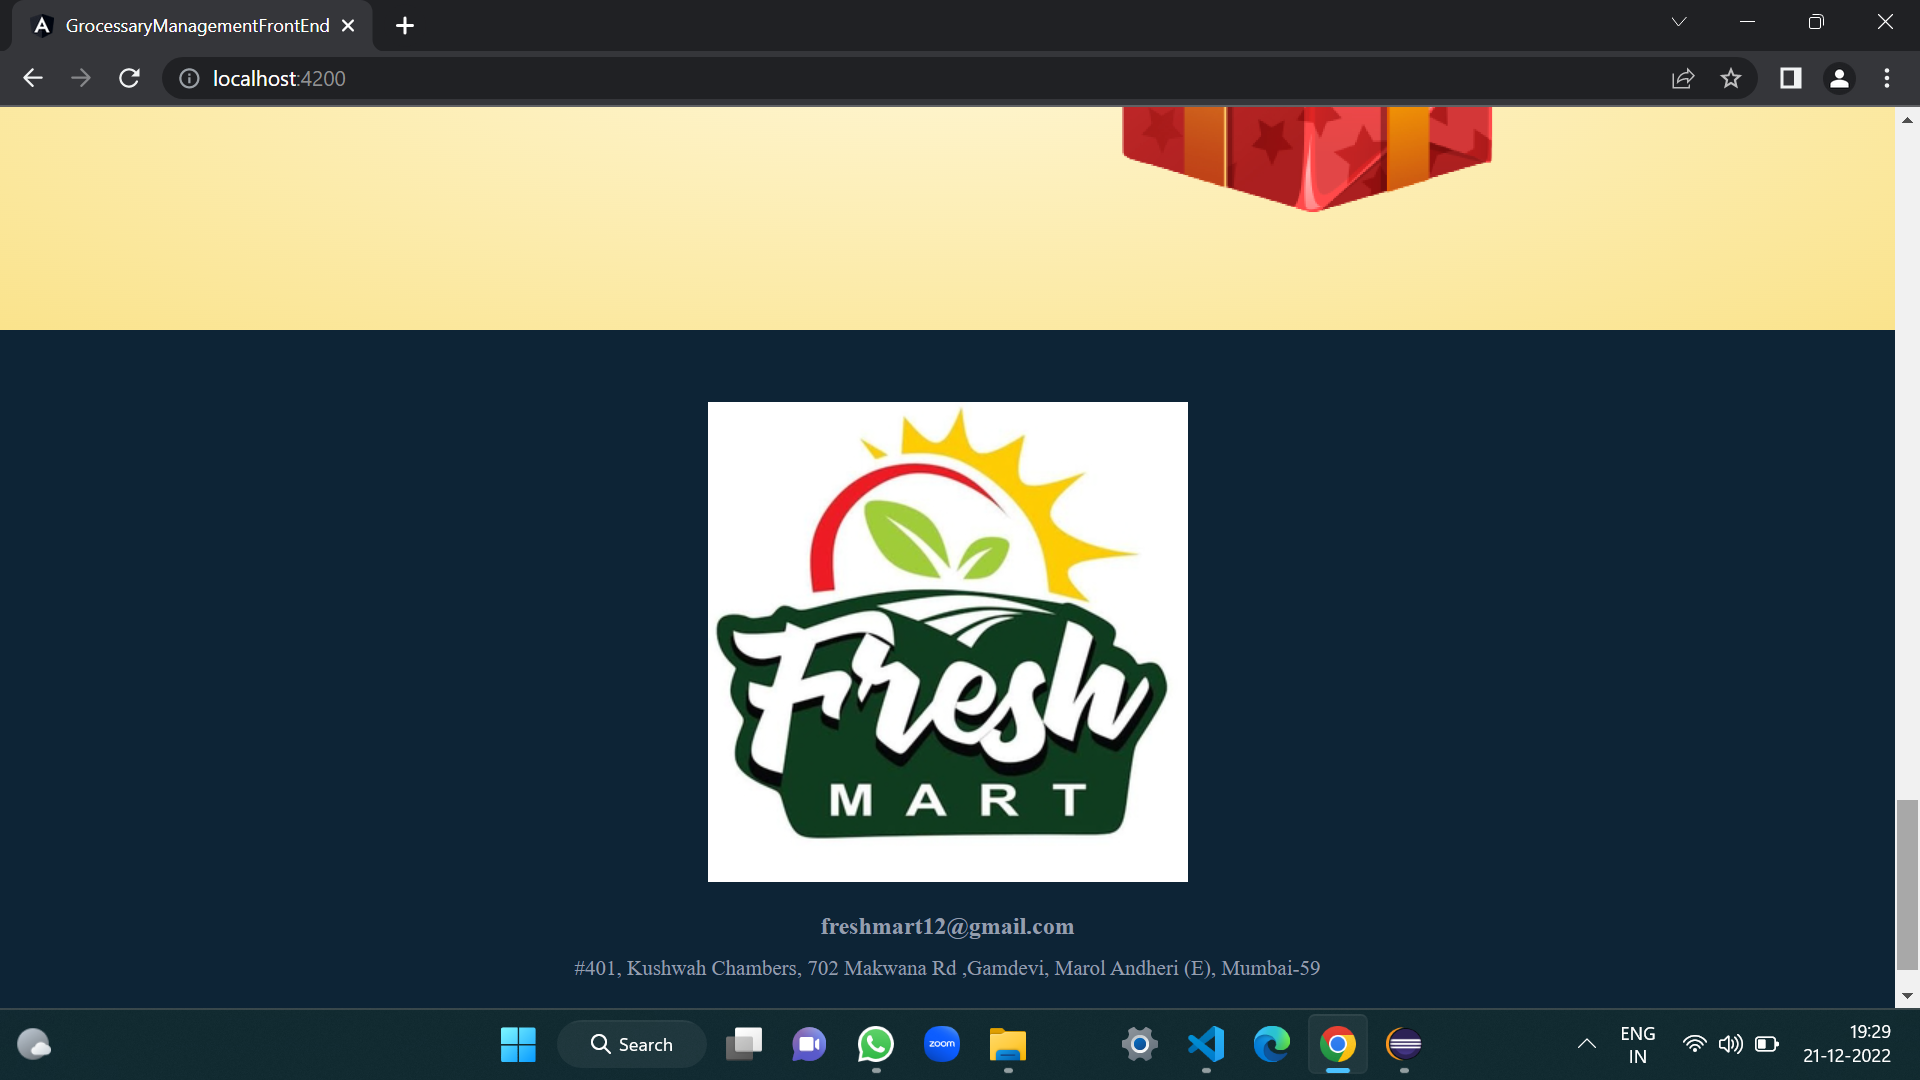 GrocessaryManagementFrontEnd
localhost:4200
Fresh
MART
freshmart12@gmail.com
#401, Kushwah Chambers, 702 Makwana Rd ,Gamdevi, Marol Andheri (E), Mumbai-59
Search
zoom
ENG
IN
19:29
21-12-2022